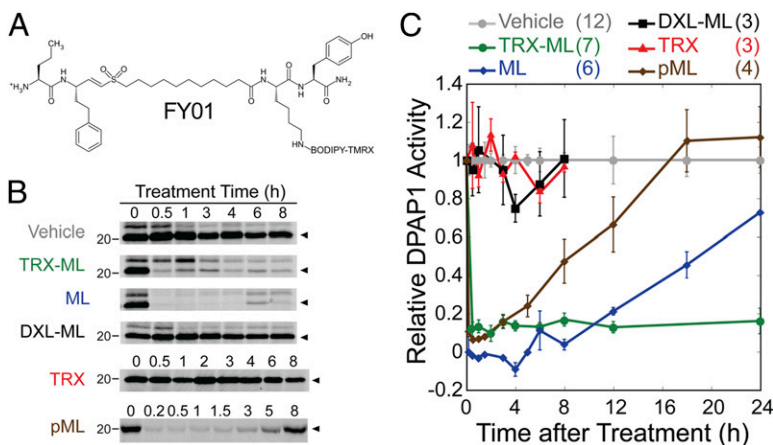 A
CH₃
⁺H₃N
O
H
N
O
S
O
O
H
N
O
H
N
O
NH₂
OH
HN
BODIPY-TMRX
FY01
B
Treatment Time (h)
0 0.5 1 3 4 6 8
Vehicle 20
TRX-ML 20
ML 20
DXL-ML 20
0 0.5 1 2 3 4 8
TRX 20
0 0.2 0.5 1 1.5 3 5 8
pML 20
C
Vehicle (12) DXL-ML (3)
TRX-ML (7) TRX (3)
ML (6) pML (4)
Relative DPAP1 Activity
1.4
1.2
1
0.8
0.6
0.4
0.2
0
-0.2
0 4 8 12 16 20 24
Time after Treatment (h)